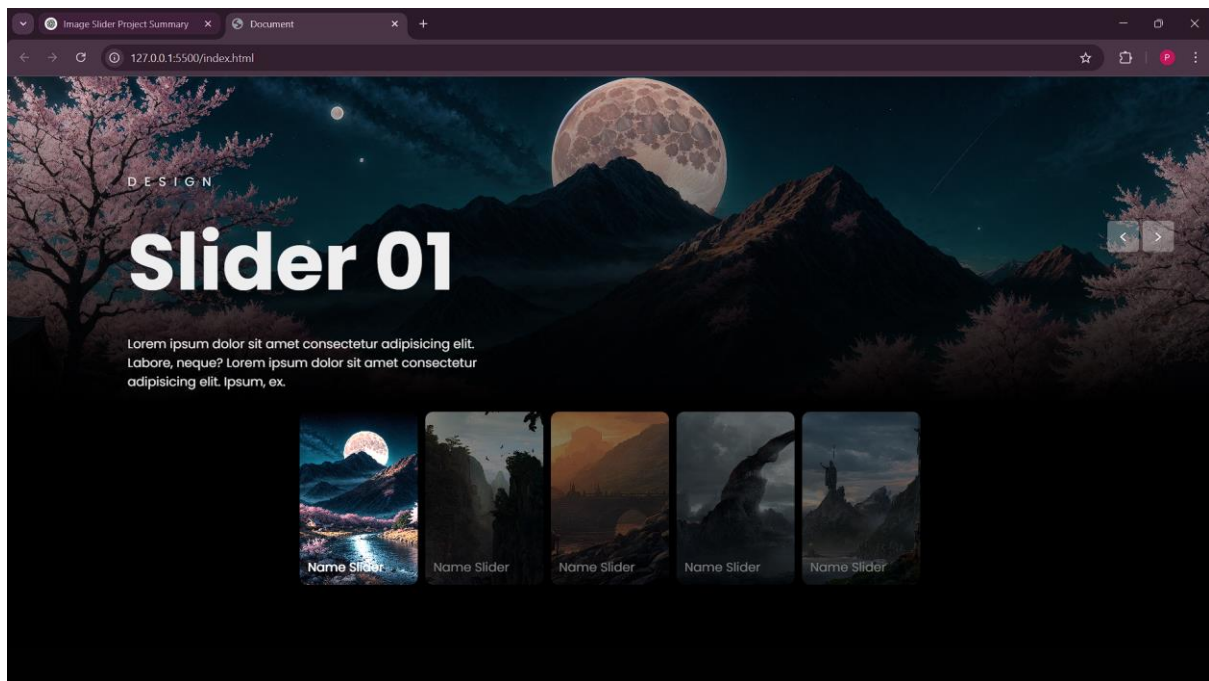 Image Slider Project Summary
Document
127.0.0.1:5500/index.html
P
DESIGN
Slider 01
Lorem ipsum dolor sit amet consectetur adipisicing elit.
Labore, neque? Lorem ipsum dolor sit amet consectetur
adipisicing elit. Ipsum, ex.
Name Slider
Name Slider
Name Slider
Name Slider
Name Slider